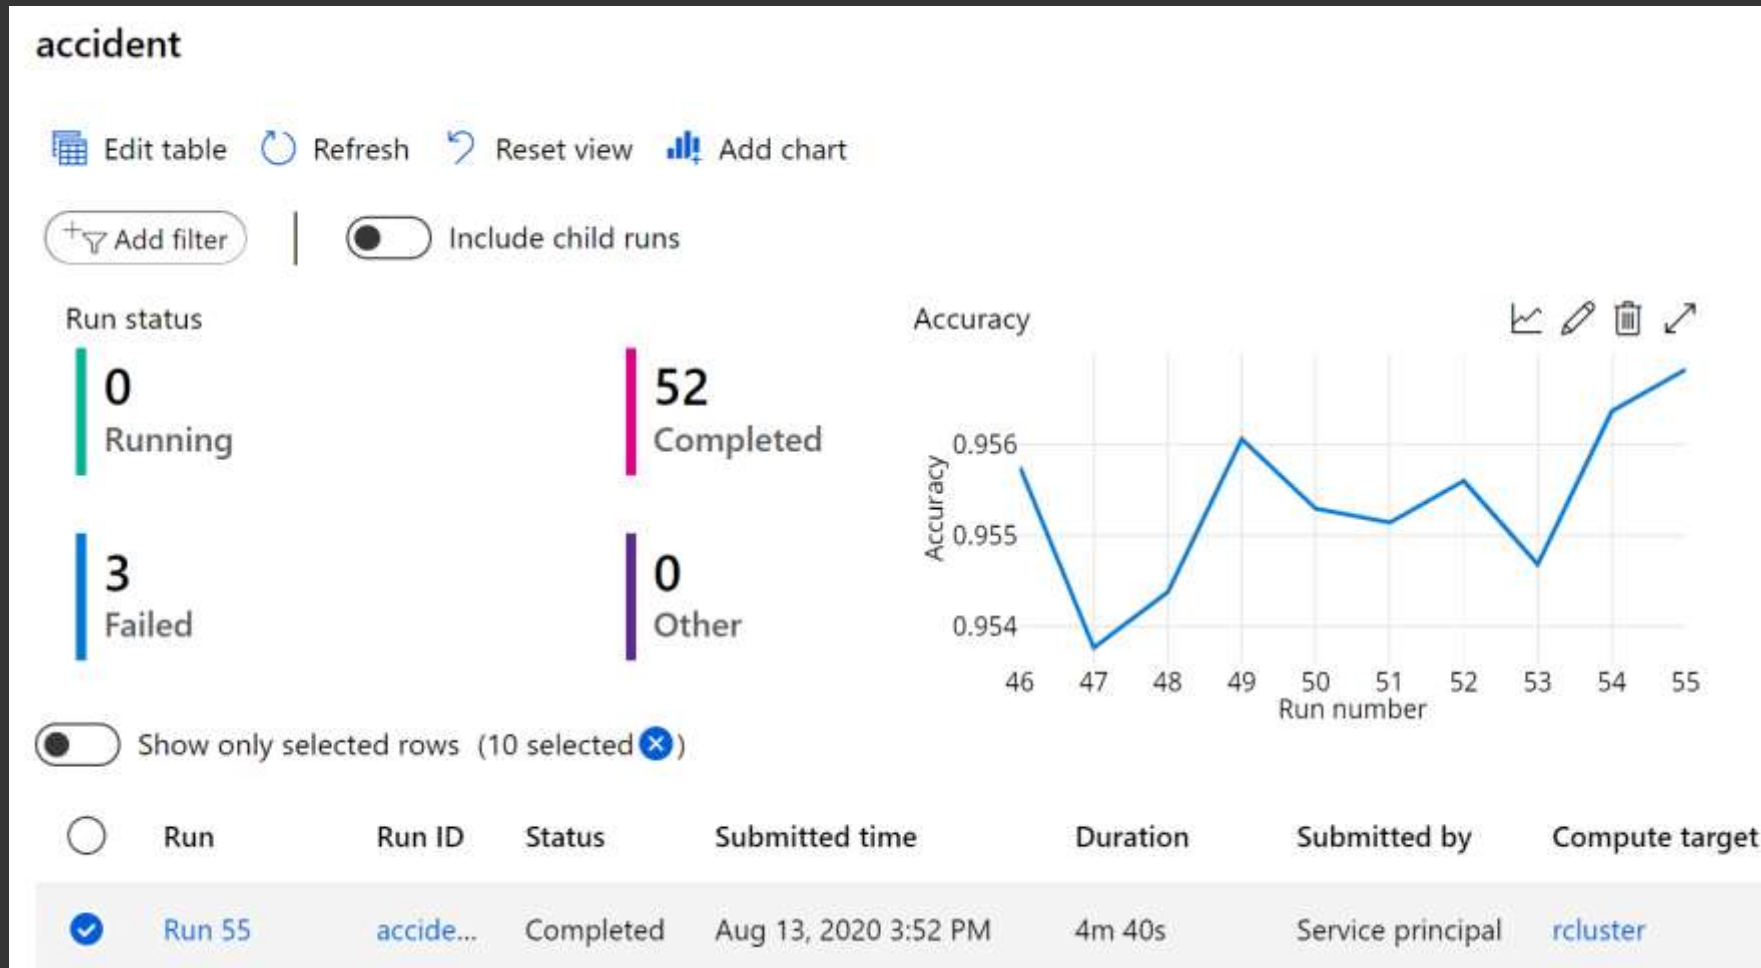 accident
Edit table Refresh Reset view Add chart
Add filter Include child runs
Run status
0
Running
52
Completed
3
Failed
0
Other
Accuracy
Accuracy
0.956
0.955
0.954
46 47 48 49 50 51 52 53 54 55
Run number
Show only selected rows (10 selected )
Run Run ID Status Submitted time Duration Submitted by Compute target
Run 55 accide... Completed Aug 13, 2020 3:52 PM 4m 40s Service principal rcluster